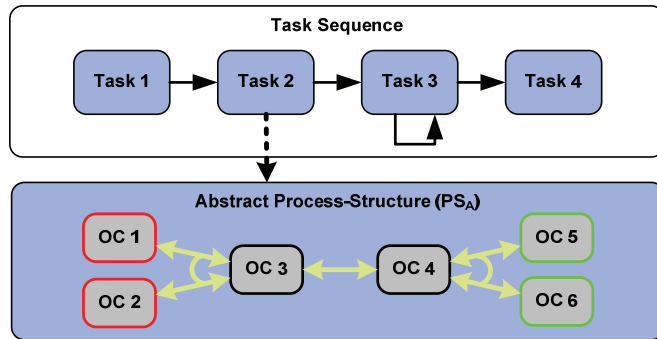 Task Sequence
Task 1
Task 2
Task 3
Task 4
Abstract Process-Structure (PSA)
OC 1
OC 2
OC 3
OC 4
OC 5
OC 6